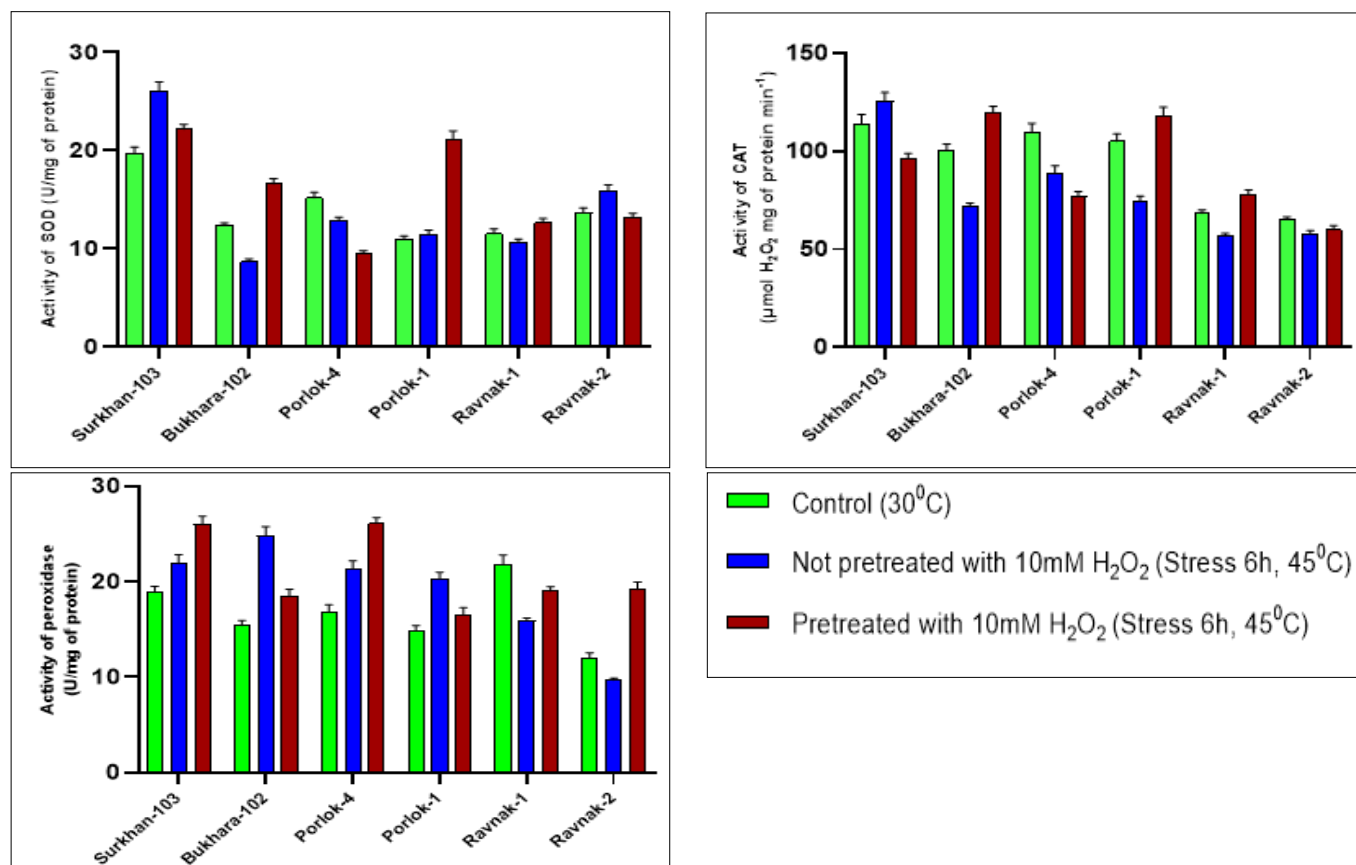 Activity of SOD (U/mg of protein)
30
20
10
0
Surkhan-103
Bukhara-102
Porlok-4
Porlok-1
Ravnak-1
Ravnak-2
Activity of CAT
(µmol H₂O₂ mg of protein min⁻¹)
150
100
50
0
Surkhan-103
Bukhara-102
Porlok-4
Porlok-1
Ravnak-1
Ravnak-2
Activity of peroxidase
(U/mg of protein)
30
20
10
0
Surkhan-103
Bukhara-102
Porlok-4
Porlok-1
Ravnak-1
Ravnak-2
Control (30⁰C)
Not pretreated with 10mM H₂O₂ (Stress 6h, 45⁰C)
Pretreated with 10mM H₂O₂ (Stress 6h, 45⁰C)